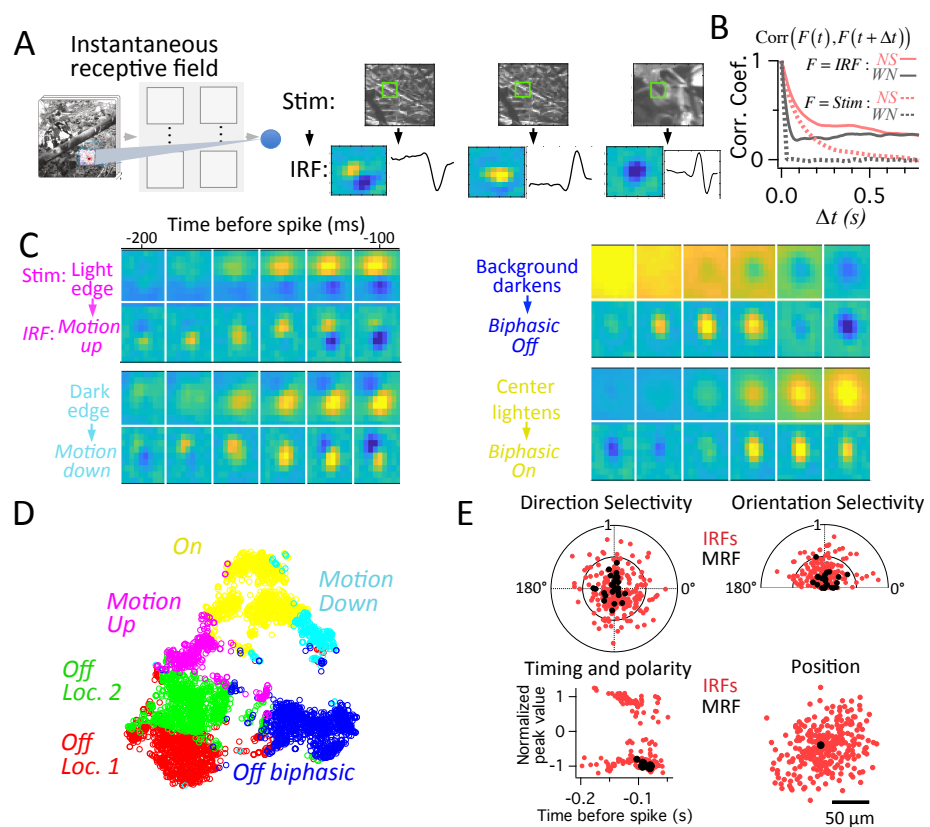 A
Instantaneous
receptive field
Stim:
IRF:
B
Corr(F(t),F(t+Δt))
F = IRF : NS
WN
F = Stim : NS
WN
Corr. Coef.
1
0
0.0
0.5
Δt (s)
C
Time before spike (ms)
-200
-100
Stim: Light
edge
IRF: Motion
up
Dark
edge
Motion
down
Background
darkens
Biphasic
Off
Center
lightens
Biphasic
On
D
On
Motion
Down
Motion
Up
Off
Loc. 2
Off
Loc. 1
Off biphasic
E
Direction Selectivity
1
180°
0°
Orientation Selectivity
1
180°
0°
IRFs
MRF
Timing and polarity
Normalized
peak value
1
0
-1
-0.2
-0.1
Time before spike (s)
IRFs
MRF
Position
50 μm